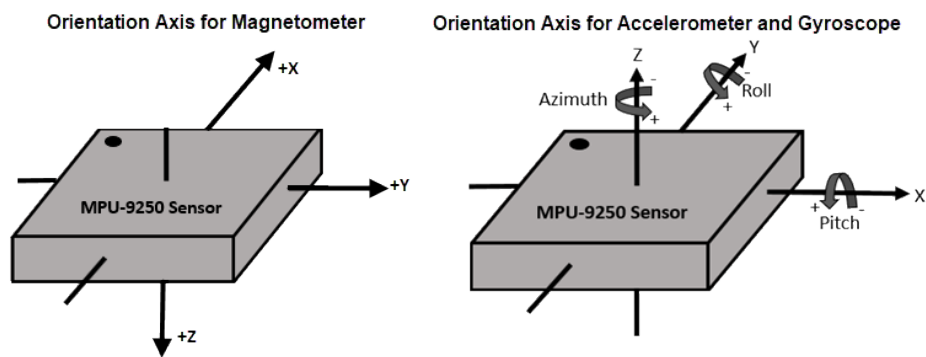 Orientation Axis for Magnetometer
+X
+Y
MPU-9250 Sensor
+Z
Orientation Axis for Accelerometer and Gyroscope
Z
Y
Azimuth
-
+
-
Roll
+
MPU-9250 Sensor
+
-
X
Pitch